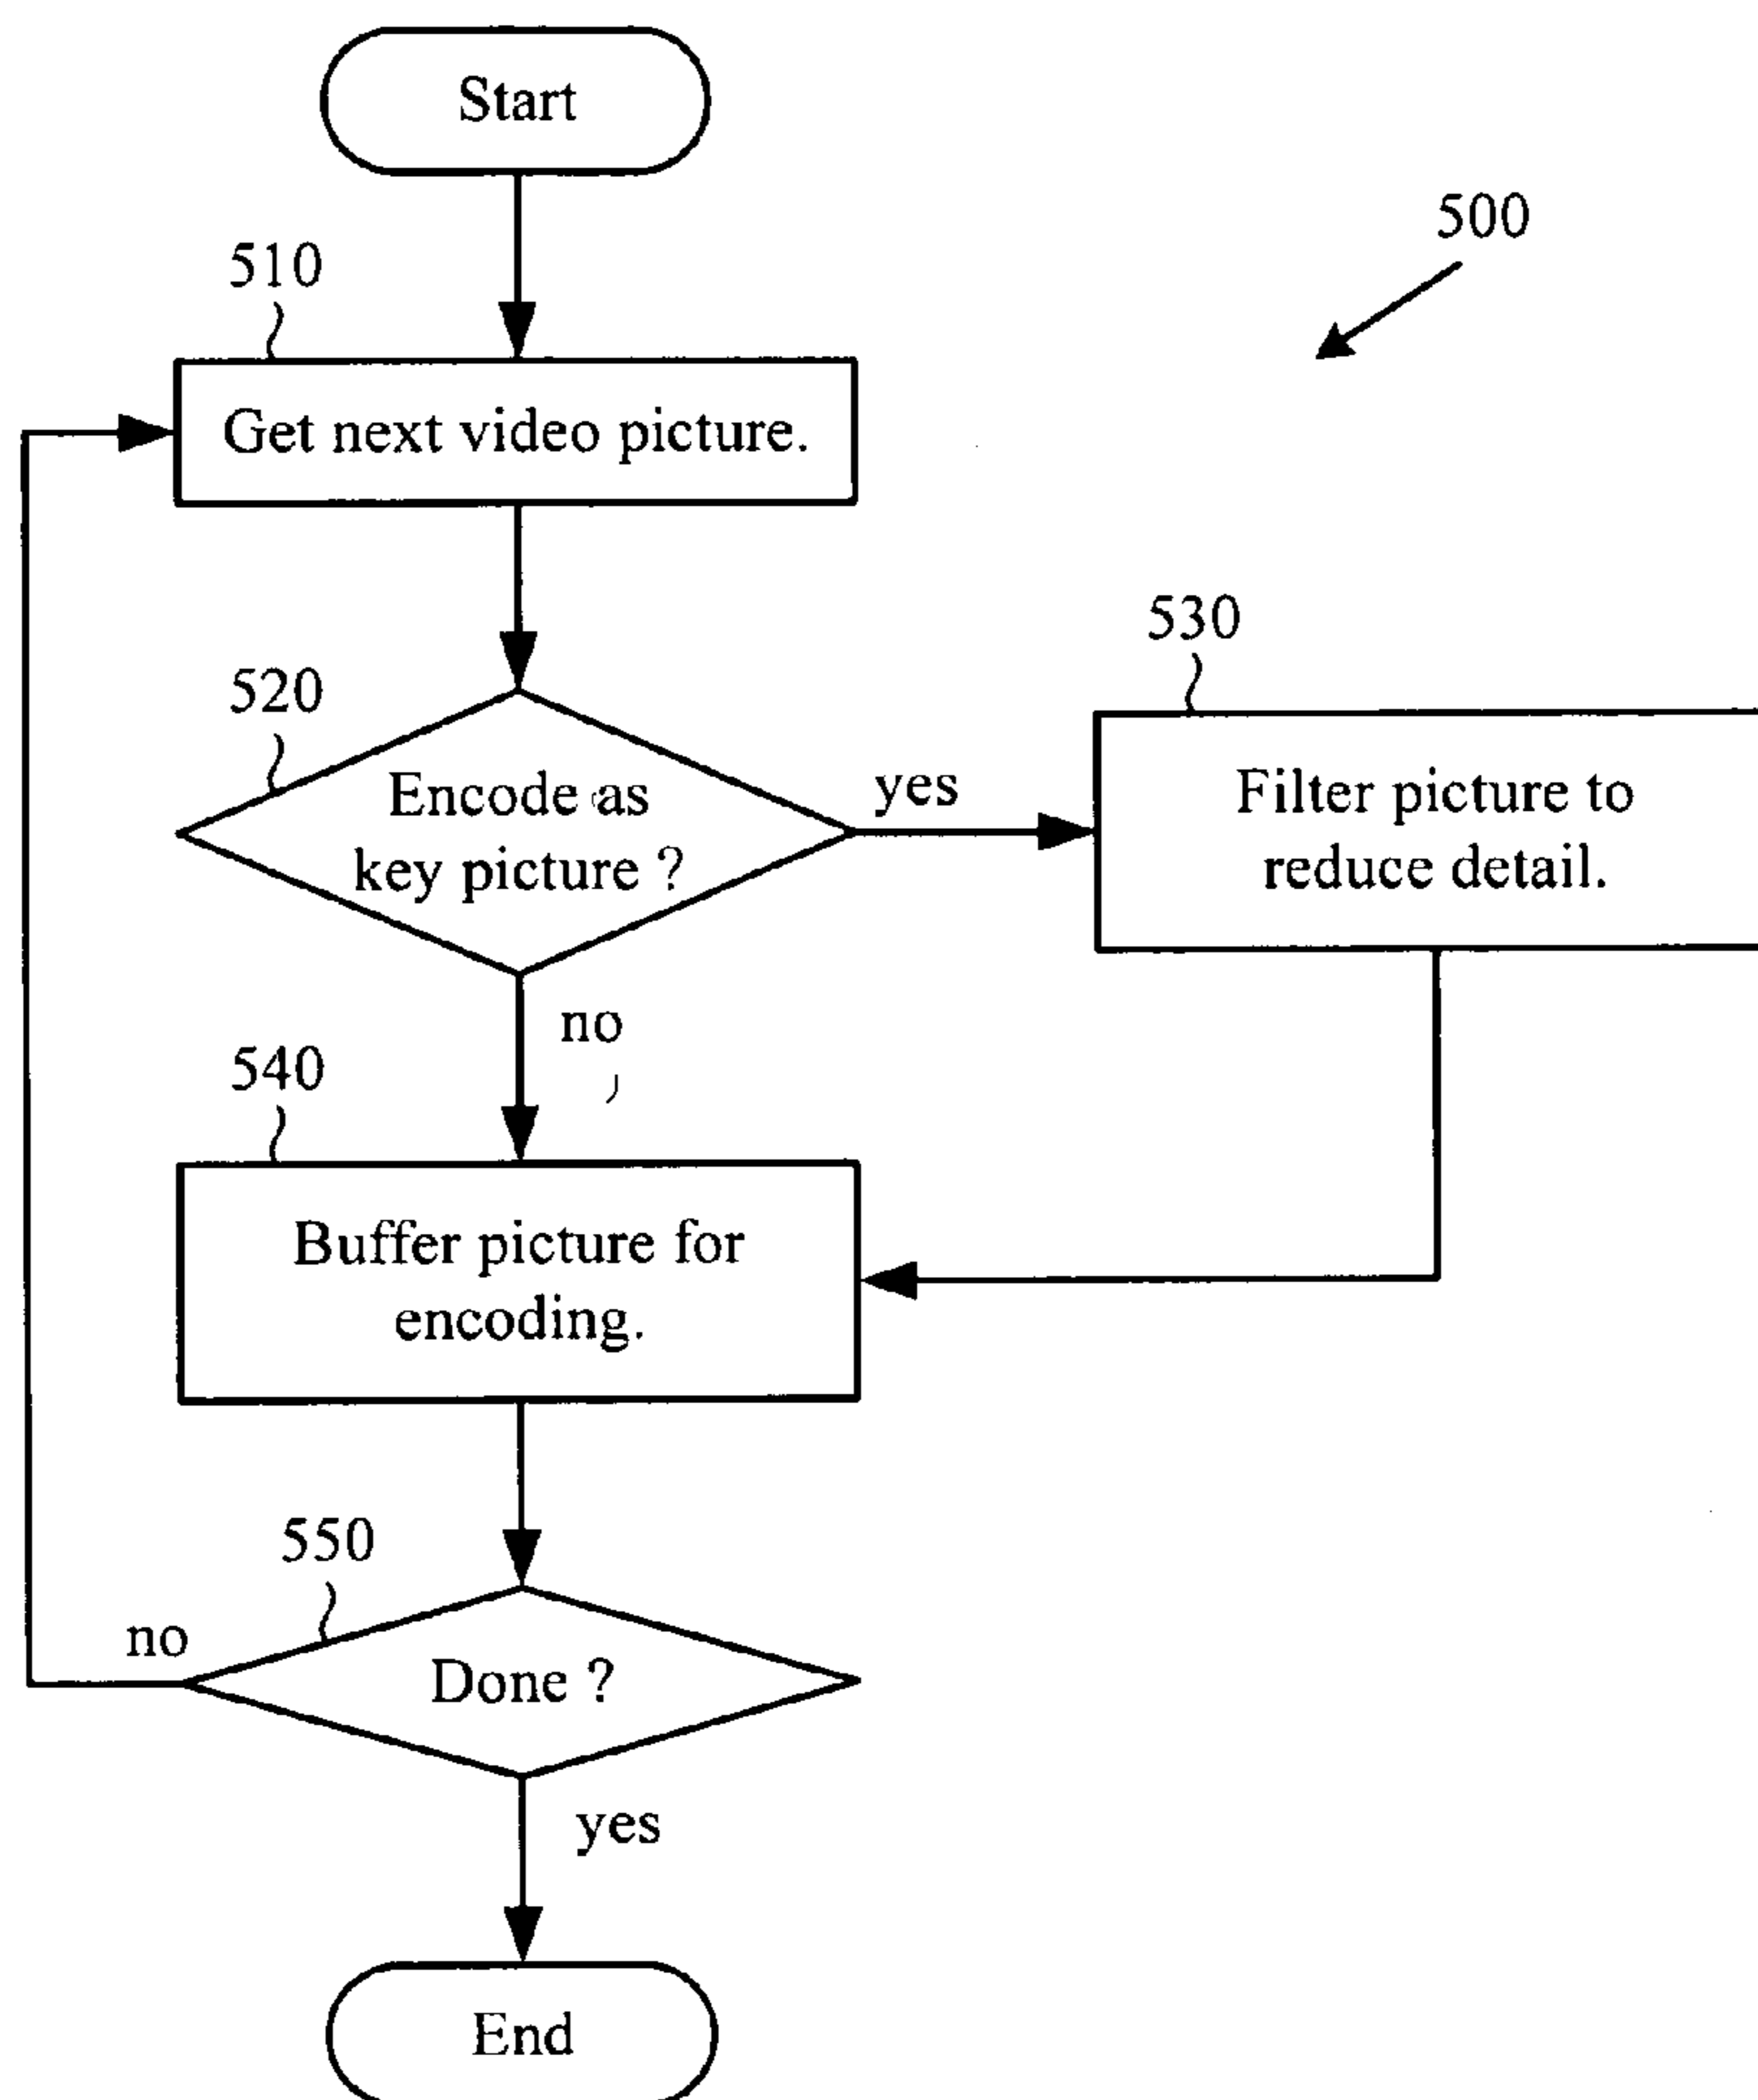 Start
500
510
Get next video picture.
530
520
Encode as
key picture ?
yes
Filter picture to
reduce detail.
no
540
Buffer picture for
encoding.
550
no
Done ?
yes
End